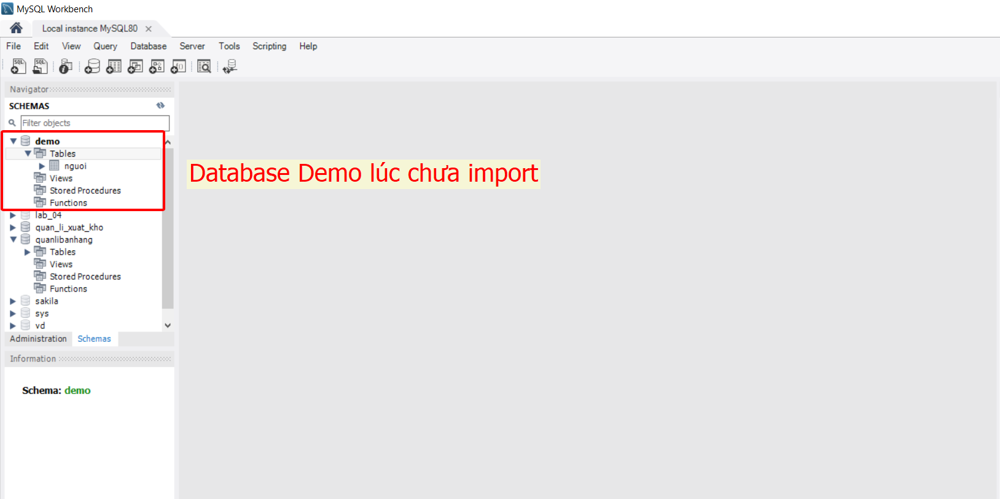 MySQL Workbench
Local instance MySQL80
File Edit View Query Database Server Tools Scripting Help
Navigator
SCHEMAS
Filter objects
demo
Tables
nguoi
Views
Stored Procedures
Functions
lab_04
quan_li_xuat_kho
quanlibanhang
Tables
Views
Stored Procedures
Functions
sakila
sys
vd
Administration Schemas
Information
Schema: demo
Database Demo lúc chưa import